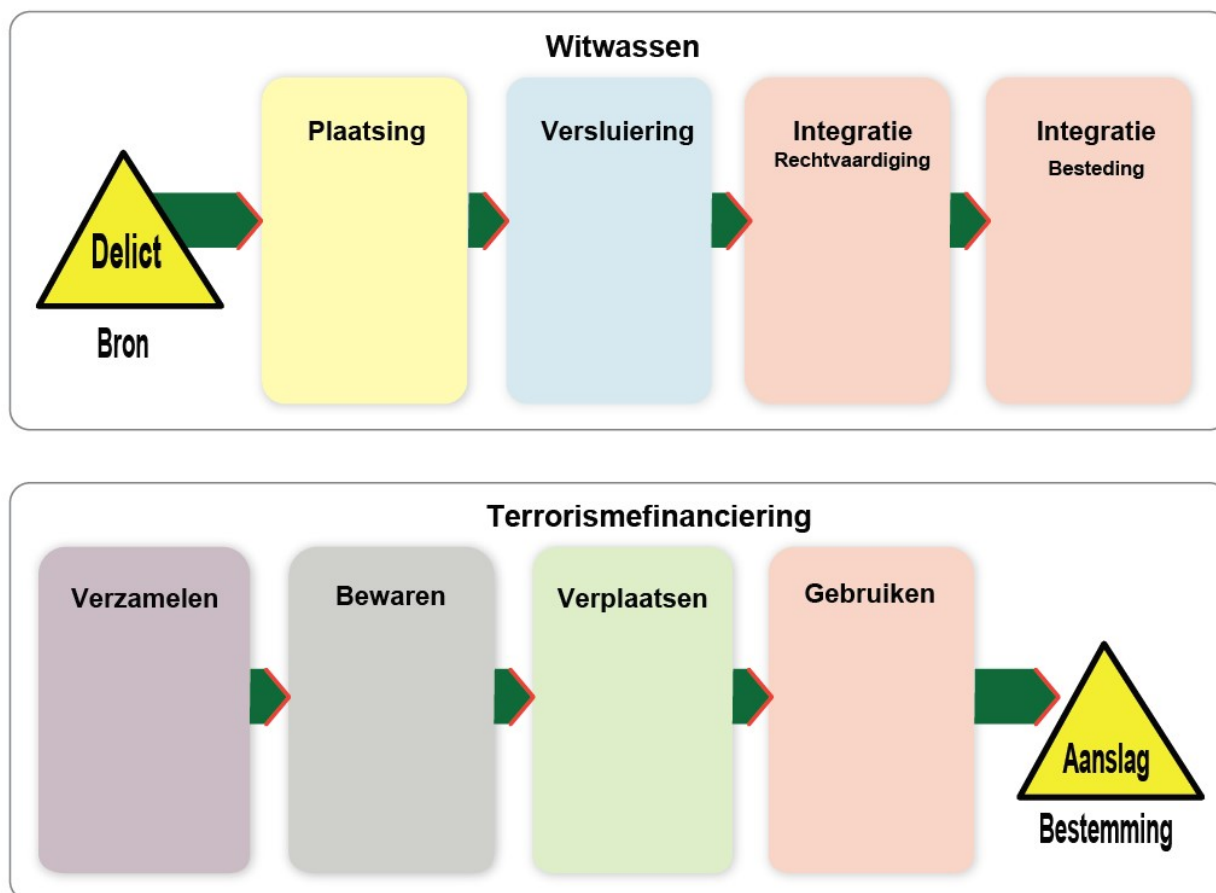 Witwassen
Plaatsing
Versluiering
Integratie
Rechtvaardiging
Integratie
Besteding
Delict
Bron
Terrorismefinanciering
Verzamelen
Bewaren
Verplaatsen
Gebruiken
Aanslag
Bestemming